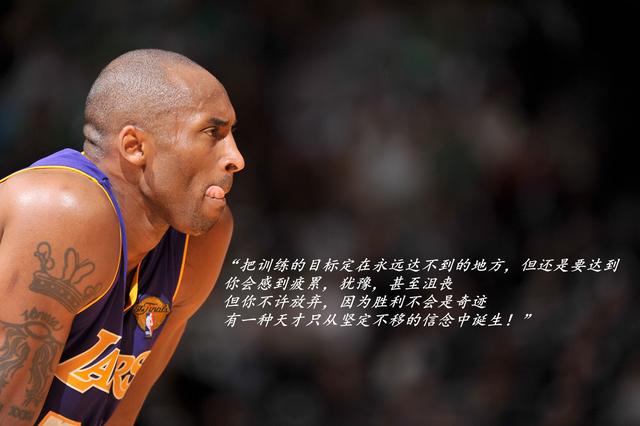 “把训练的目标定在永远达不到的地方，但还是要达到
你会感到疲累，犹豫，甚至沮丧
但你不许放弃，因为胜利不会是奇迹
有一种天才只从坚定不移的信念中诞生！”
Finals